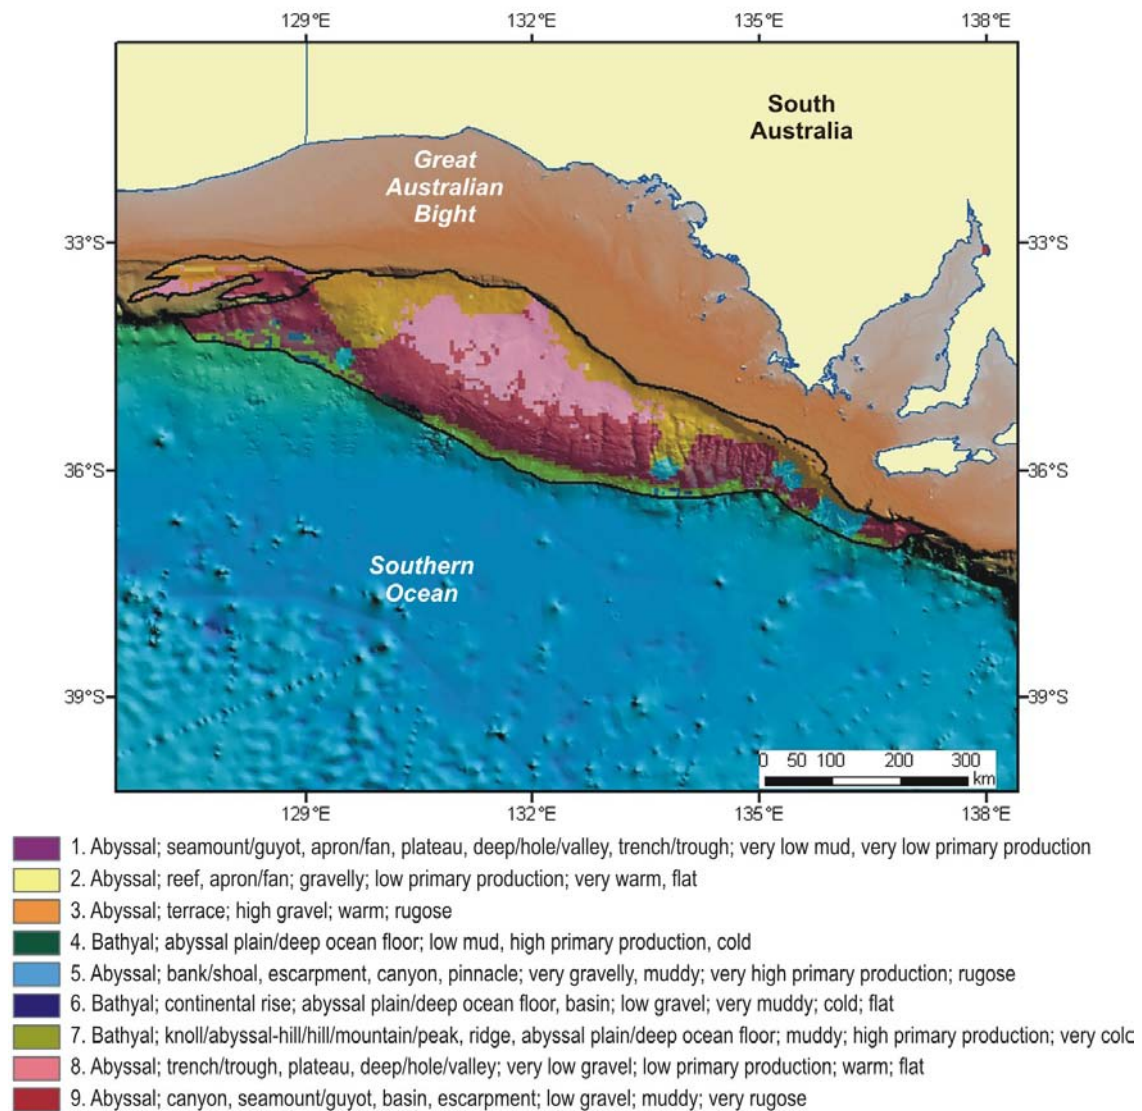 129°E 132°E 135°E 138°E
South
Australia
Great
Australian
Bight
33°S 33°S
36°S 36°S
Southern
Ocean
39°S 39°S
0 50 100 200 300
km
129°E 132°E 135°E 138°E
1. Abyssal; seamount/guyot, apron/fan, plateau, deep/hole/valley, trench/trough; very low mud, very low primary production
2. Abyssal; reef, apron/fan; gravelly; low primary production; very warm, flat
3. Abyssal; terrace; high gravel; warm; rugose
4. Bathyal; abyssal plain/deep ocean floor; low mud, high primary production, cold
5. Abyssal; bank/shoal, escarpment, canyon, pinnacle; very gravelly, muddy; very high primary production; rugose
6. Bathyal; continental rise; abyssal plain/deep ocean floor, basin; low gravel; very muddy; cold; flat
7. Bathyal; knoll/abyssal-hill/hill/mountain/peak, ridge, abyssal plain/deep ocean floor; muddy; high primary production; very
8. Abyssal; trench/trough, plateau, deep/hole/valley; very low gravel; low primary production; warm; flat
9. Abyssal; canyon, seamount/guyot, basin, escarpment; low gravel; muddy; very rugose